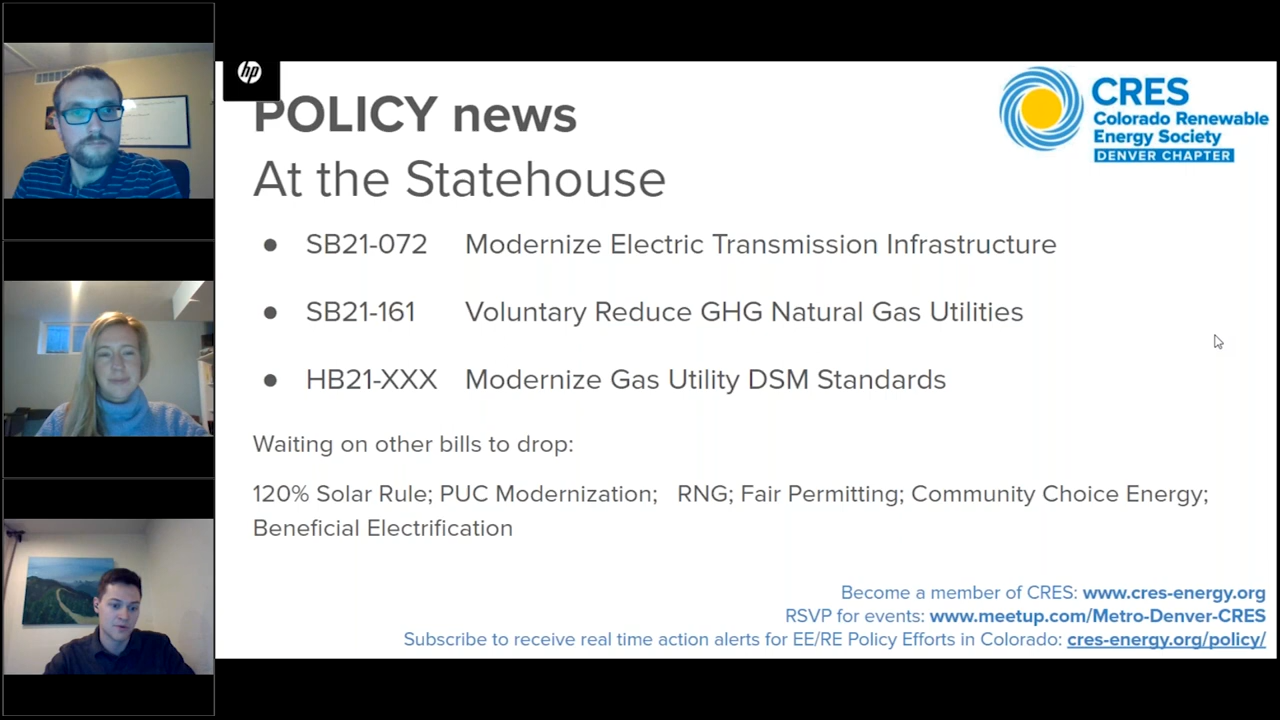 hp
POLICY news
At the Statehouse
CRES
Colorado Renewable
Energy Society
DENVER CHAPTER
● SB21-072 Modernize Electric Transmission Infrastructure
● SB21-161 Voluntary Reduce GHG Natural Gas Utilities
● HB21-XXX Modernize Gas Utility DSM Standards
Waiting on other bills to drop:
120% Solar Rule; PUC Modernization; RNG; Fair Permitting; Community Choice Energy;
Beneficial Electrification
Become a member of CRES: www.cres-energy.org
RSVP for events: www.meetup.com/Metro-Denver-CRES
Subscribe to receive real time action alerts for EE/RE Policy Efforts in Colorado: cres-energy.org/policy/